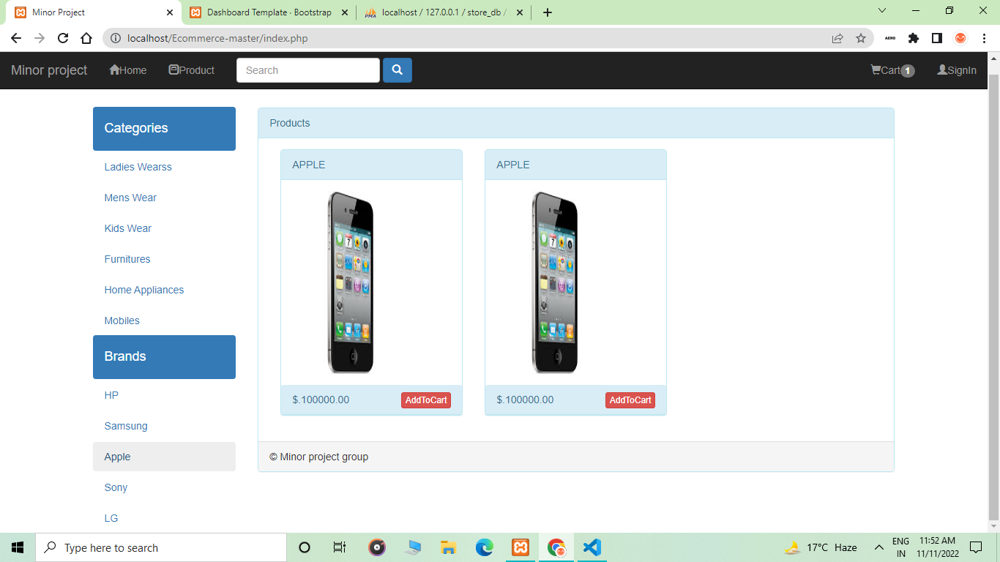 Minor Project
Dashboard Template · Bootstrap
localhost / 127.0.0.1 / store_db /
localhost/Ecommerce-master/index.php
AERO
Minor project Home Product Search Cart 1 SignIn
Categories
Ladies Wearss
Mens Wear
Kids Wear
Furnitures
Home Appliances
Mobiles
Brands
HP
Samsung
Apple
Sony
LG
Products
APPLE
$.100000.00 AddToCart
APPLE
$.100000.00 AddToCart
© Minor project group
Type here to search
17°C Haze
ENG
IN
11:52 AM
11/11/2022